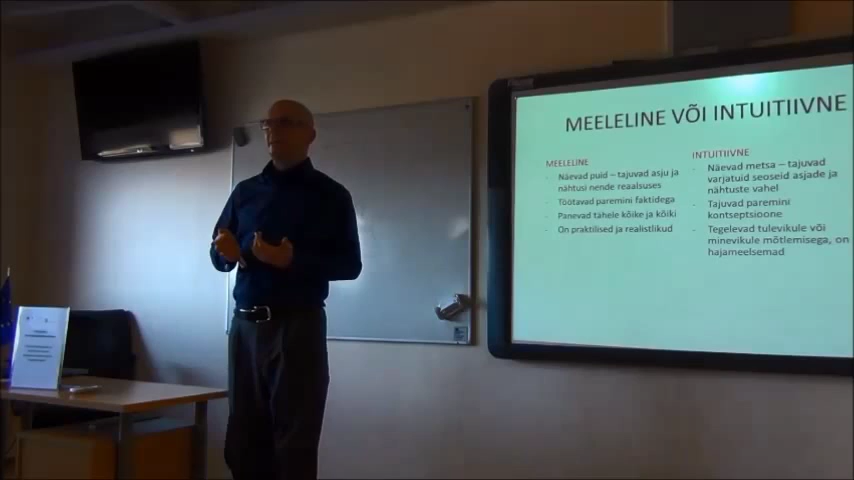 MEELELINE VÕI INTUITIIVNE
MEELELINE
Näevad puid – tajuvad asju ja
nähtusi nende reaalsuses
Töötavad paremini faktidega
Panevad tähele kõike ja kõiki
On praktilised ja realistlikud
INTUITIIVNE
Näevad metsa – tajuvad
varjatuid seoseid asjade ja
nähtuste vahel
Tajuvad paremini
kontseptsioone
Tegelevad tulevikule või
minevikule mõtlemisega, on
hajameelsemad